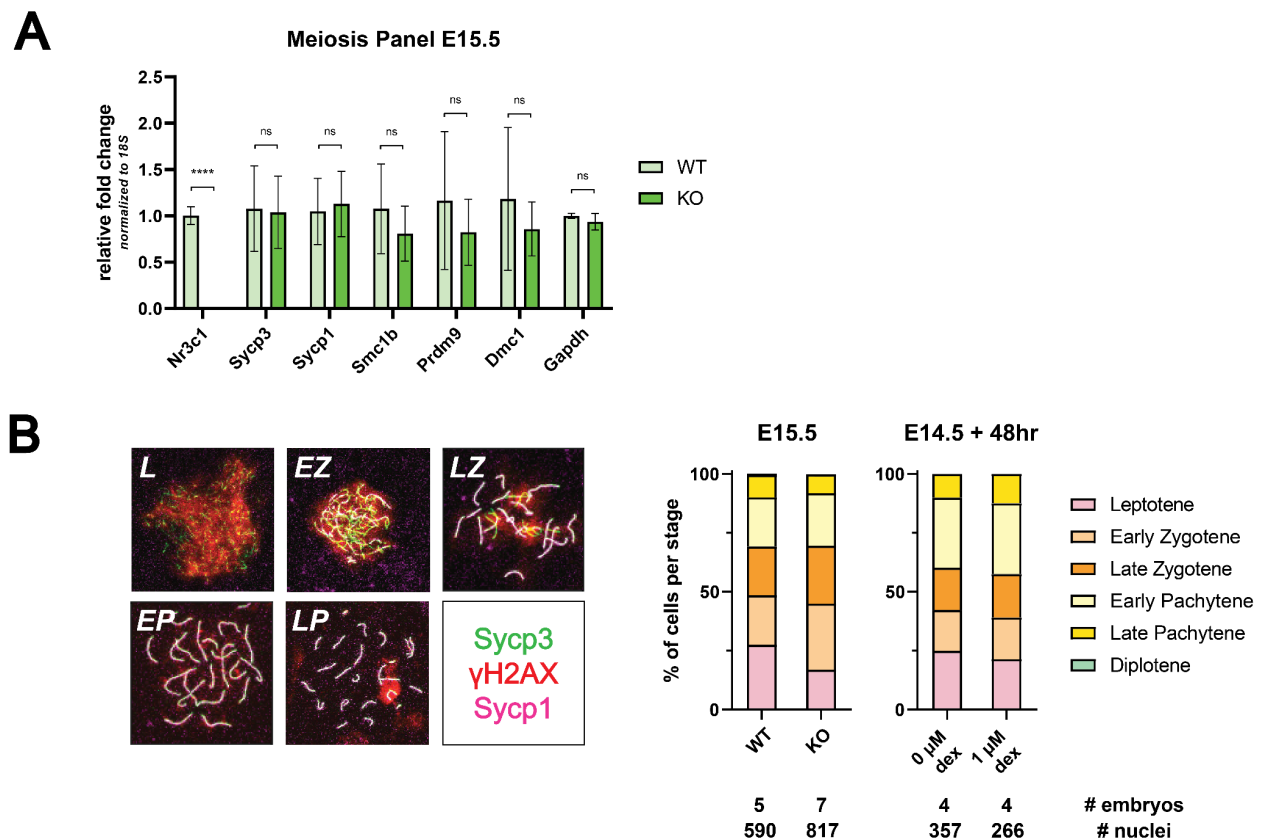 A
Meiosis Panel E15.5
relative fold change
normalized to 18S
2.5
2.0
1.5
1.0
0.5
0.0
****
ns
ns
ns
ns
ns
ns
Nr3c1
Sycp3
Sycp1
Smc1b
Prdm9
Dmc1
Gapdh
WT
KO
B
L
EZ
LZ
EP
LP
Sycp3
γH2AX
Sycp1
E15.5
% of cells per stage
100
50
0
WT
KO
E14.5 + 48hr
100
50
0
0 μM
dex
1 μM
dex
Leptotene
Early Zygotene
Late Zygotene
Early Pachytene
Late Pachytene
Diplotene
5 7 4 4 # embryos
590 817 357 266 # nuclei